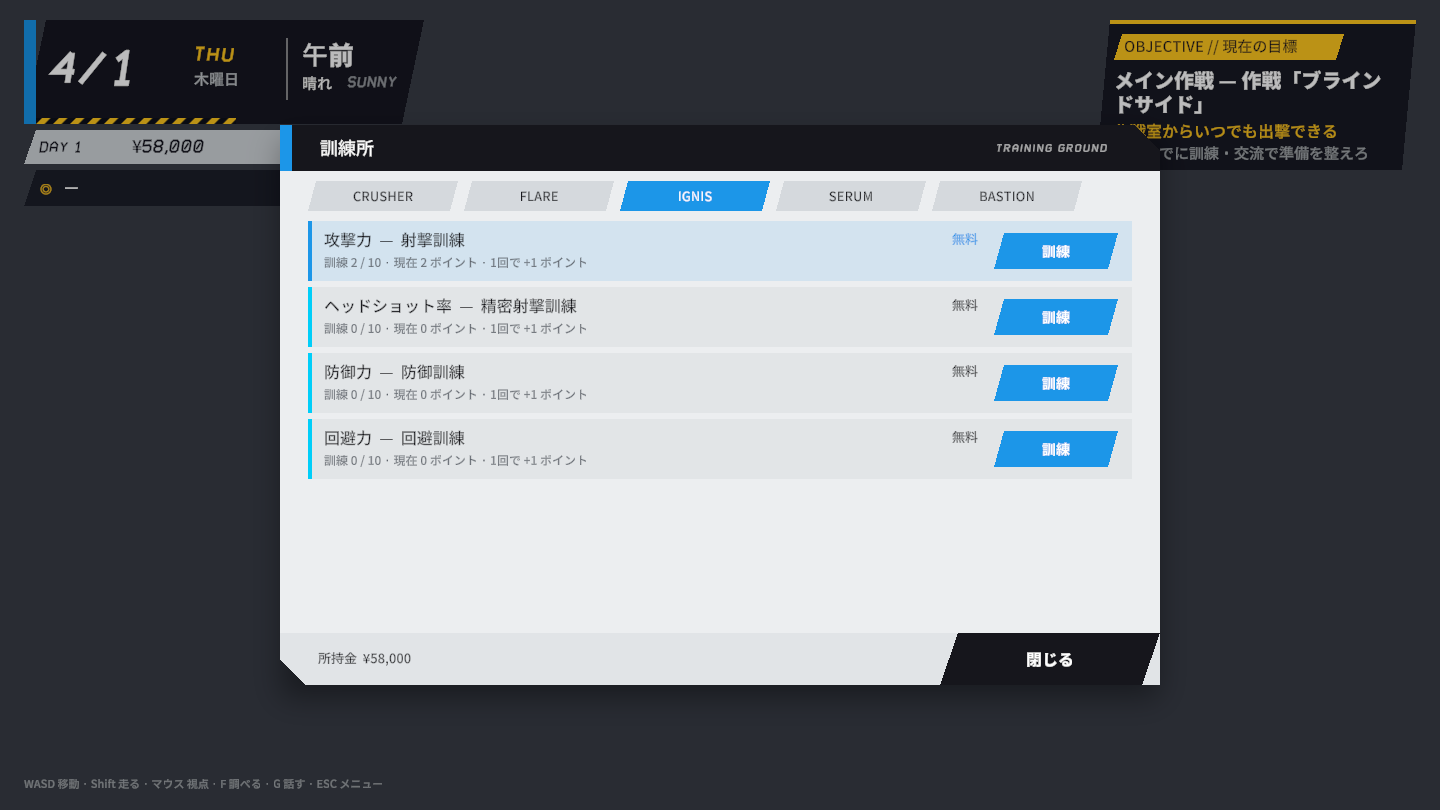 4/1
THU
木曜日
午前
晴れ SUNNY
DAY 1 ¥58,000
—
OBJECTIVE // 現在の目標
メイン作戦 — 作戦「ブライン
ドサイド」
室からいつでも出撃できる
でに訓練・交流で準備を整えろ
訓練所
TRAINING GROUND
CRUSHER
FLARE
IGNIS
SERUM
BASTION
攻撃力 — 射撃訓練
無料
訓練
訓練 2 / 10 · 現在 2 ポイント · 1回で +1 ポイント
ヘッドショット率 — 精密射撃訓練
無料
訓練
訓練 0 / 10 · 現在 0 ポイント · 1回で +1 ポイント
防御力 — 防御訓練
無料
訓練
訓練 0 / 10 · 現在 0 ポイント · 1回で +1 ポイント
回避力 — 回避訓練
無料
訓練
訓練 0 / 10 · 現在 0 ポイント · 1回で +1 ポイント
所持金 ¥58,000
閉じる
WASD 移動 · Shift 走る · マウス 視点 · F 調べる · G 話す · ESC メニュー